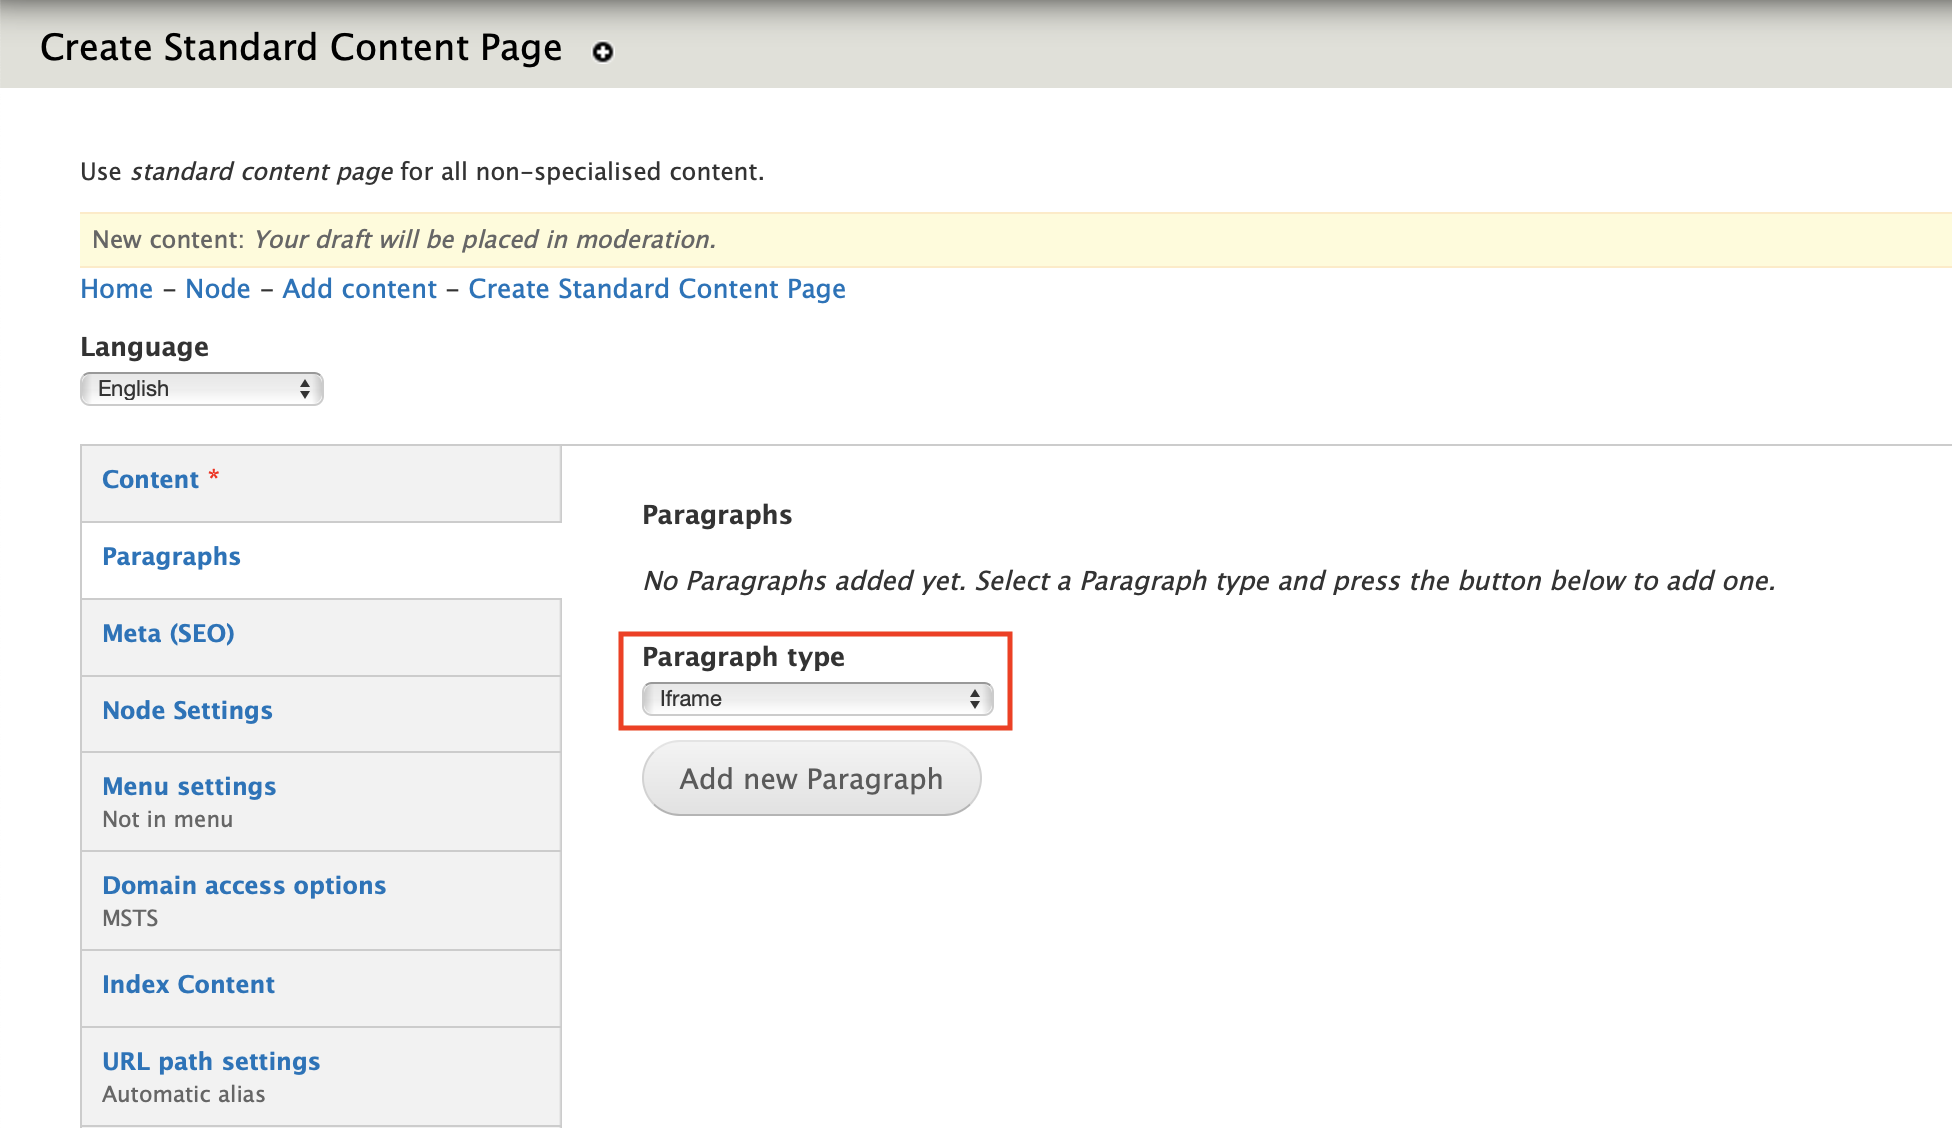 Create Standard Content Page
Use standard content page for all non-specialised content.
New content: Your draft will be placed in moderation.
Home – Node – Add content – Create Standard Content Page
Language
English
Content *
Paragraphs
Meta (SEO)
Node Settings
Menu settings
Not in menu
Domain access options
MSTS
Index Content
URL path settings
Automatic alias
Paragraphs
No Paragraphs added yet. Select a Paragraph type and press the button below to add one.
Paragraph type
Iframe
Add new Paragraph